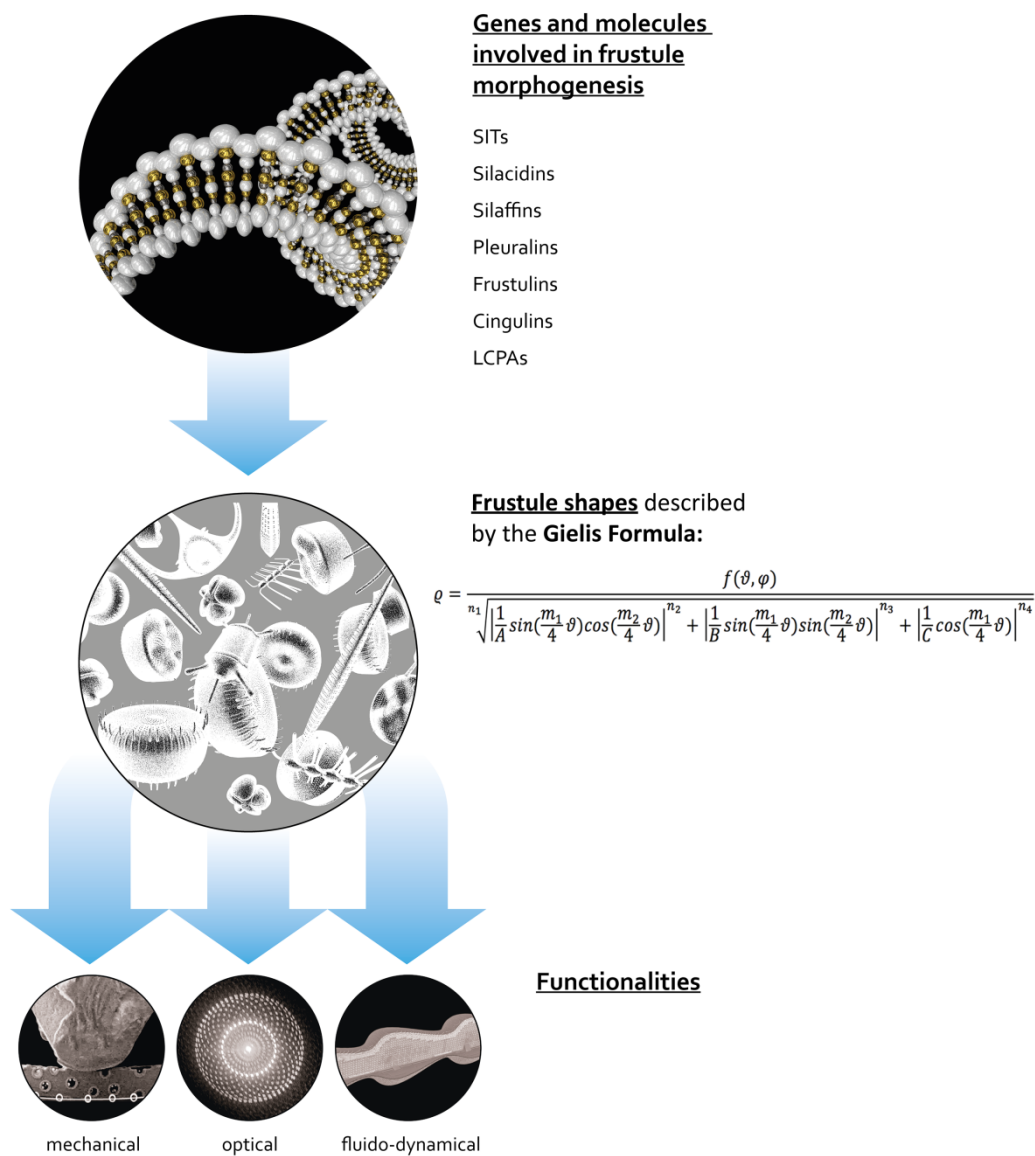 Genes and molecules
involved in frustule
morphogenesis
SITs
Silacidins
Silaffins
Pleuralins
Frustulins
Cingulins
LCPAs
Frustule shapes described
by the Gielis Formula:
ϱ = f(ϑ,φ) / ⁿ¹√(|1/A sin(m₁/4 ϑ)cos(m₂/4 ϑ)|ⁿ² + |1/B sin(m₁/4 ϑ)sin(m₂/4 ϑ)|ⁿ³ + |1/C cos(m₁/4 ϑ)|ⁿ⁴)
Functionalities
mechanical optical fluido-dynamical